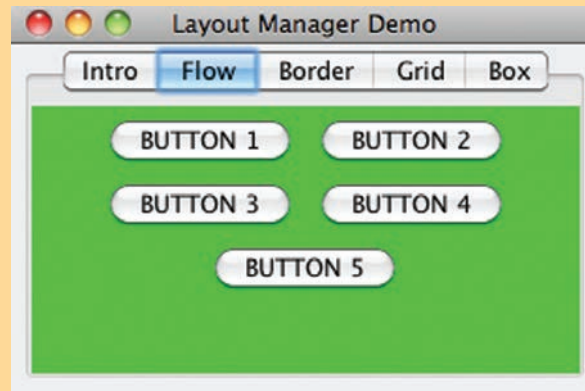 Layout Manager Demo
Intro Flow Border Grid Box
BUTTON 1 BUTTON 2
BUTTON 3 BUTTON 4
BUTTON 5